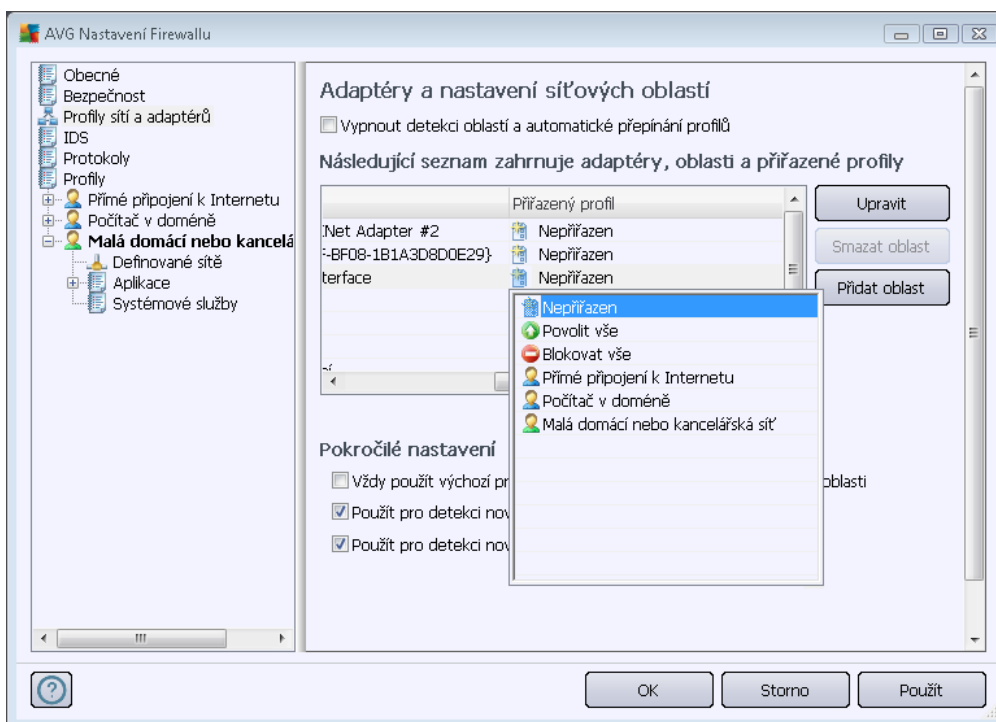 AVG Nastavení Firewallu
Obecné
Bezpečnost
Profily sítí a adaptérů
IDS
Protokoly
Profily
Přímé připojení k Internetu
Počítač v doméně
Malá domácí nebo kancelá
Definované sítě
Aplikace
Systémové služby
Adaptéry a nastavení síťových oblastí
Vypnout detekci oblastí a automatické přepínání profilů
Následující seznam zahrnuje adaptéry, oblasti a přiřazené profily
Přiřazený profil
Net Adapter #2 Nepřiřazen
-BF08-1B1A3D8D0E29} Nepřiřazen
terface Nepřiřazen
Nepřiřazen
Povolit vše
Blokovat vše
Přímé připojení k Internetu
Počítač v doméně
Malá domácí nebo kancelářská síť
Upravit
Smazat oblast
Přidat oblast
Pokročilé nastavení
Vždy použít výchozí pr oblasti
Použít pro detekci nov
Použít pro detekci nov
OK
Storno
Použít